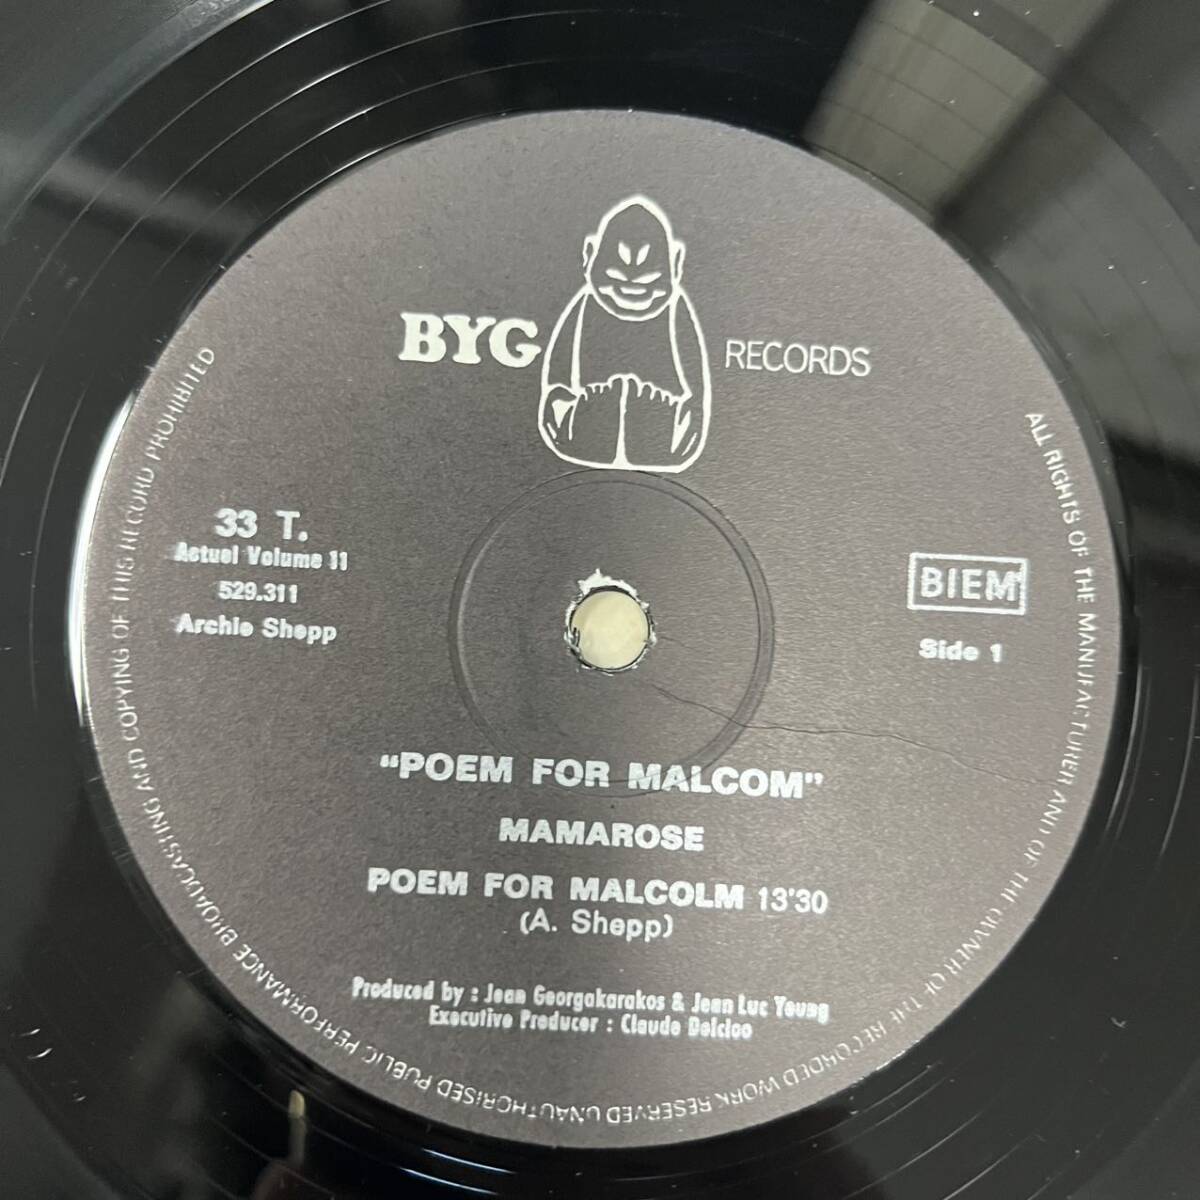 BYG RECORDS
33 T.
Actuel Volume 11
529.311
Archie Shepp
BIEM
Side 1
"POEM FOR MALCOM"
MAMAROSE
POEM FOR MALCOLM 13'30
(A. Shepp)
Produced by : Jean Georgakarakos & Jean Luc Young
Executive Producer : Claude Delcloo
ALL RIGHTS OF THE MANUFACTURER AND OF THE OWNER OF THE RECORDED WORK RESERVED UNAUTHORISED PUBLIC PERFORMANCE BROADCASTING AND COPYING OF THIS RECORD PROHIBITED